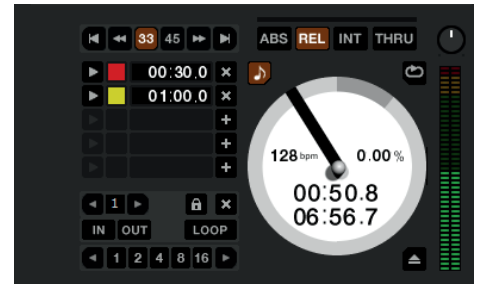 33 45
ABS REL INT THRU
00:30.0
01:00.0
128 bpm 0.00 %
00:50.8
06:56.7
1
IN OUT LOOP
1 2 4 8 16